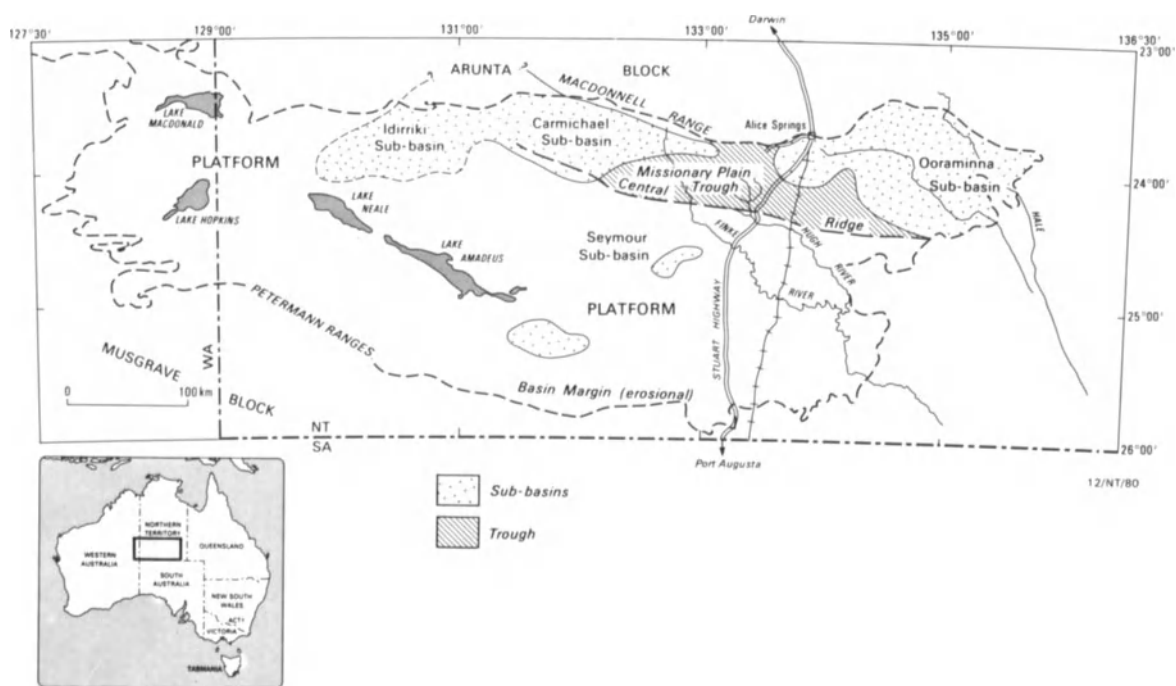 127°30'
129°00'
131°00'
133°00'
135°00'
136°30'
23°00'
24°00'
25°00'
26°00'
Darwin
ARUNTA
BLOCK
MACDONNELL
RANGE
LAKE
MACDONALD
Idirriki
Sub-basin
Carmichael
Sub-basin
Alice Springs
Ooraminna
Sub-basin
PLATFORM
Missionary Plain
Trough
Central
Ridge
LAKE HOPKINS
LAKE
NEALE
LAKE
AMADEUS
Seymour
Sub-basin
FINKE
RIVER
HUGH
RIVER
HALE
PLATFORM
STUART HIGHWAY
PETERMANN RANGES
MUSGRAVE
BLOCK
WA
0
100 km
Basin Margin (erosional)
NT
SA
Port Augusta
12/NT/80
Sub-basins
Trough
NORTHERN
TERRITORY
WESTERN
AUSTRALIA
QUEENSLAND
SOUTH
AUSTRALIA
NEW SOUTH
WALES
ACT
VICTORIA
TASMANIA